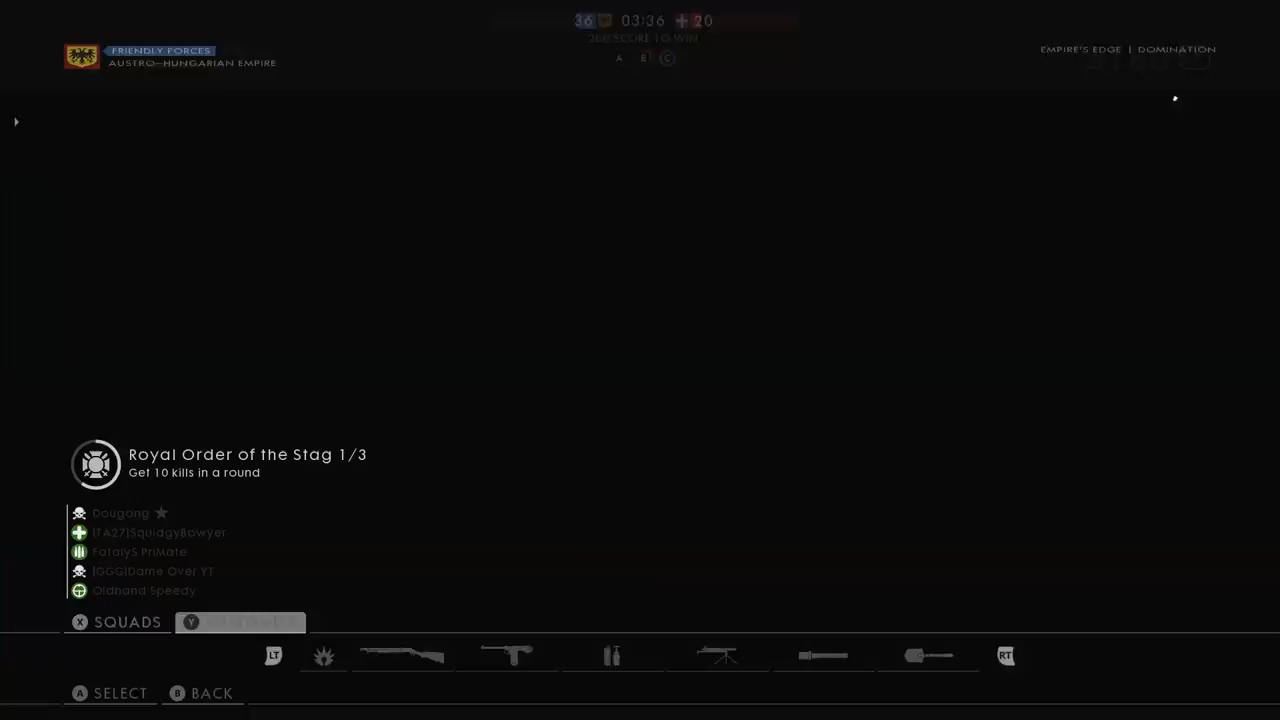 36 03:36 20
200 SCORE TO WIN
A B C
FRIENDLY FORCES
AUSTRO-HUNGARIAN EMPIRE
EMPIRE'S EDGE | DOMINATION
Royal Order of the Stag 1/3
Get 10 kills in a round
Dougong
[TA27]SquidgyBowyer
FatalyS PriMate
[GGG]Dame Over YT
Oldhand Speedy
X SQUADS
Y
LT
RT
A SELECT
B BACK